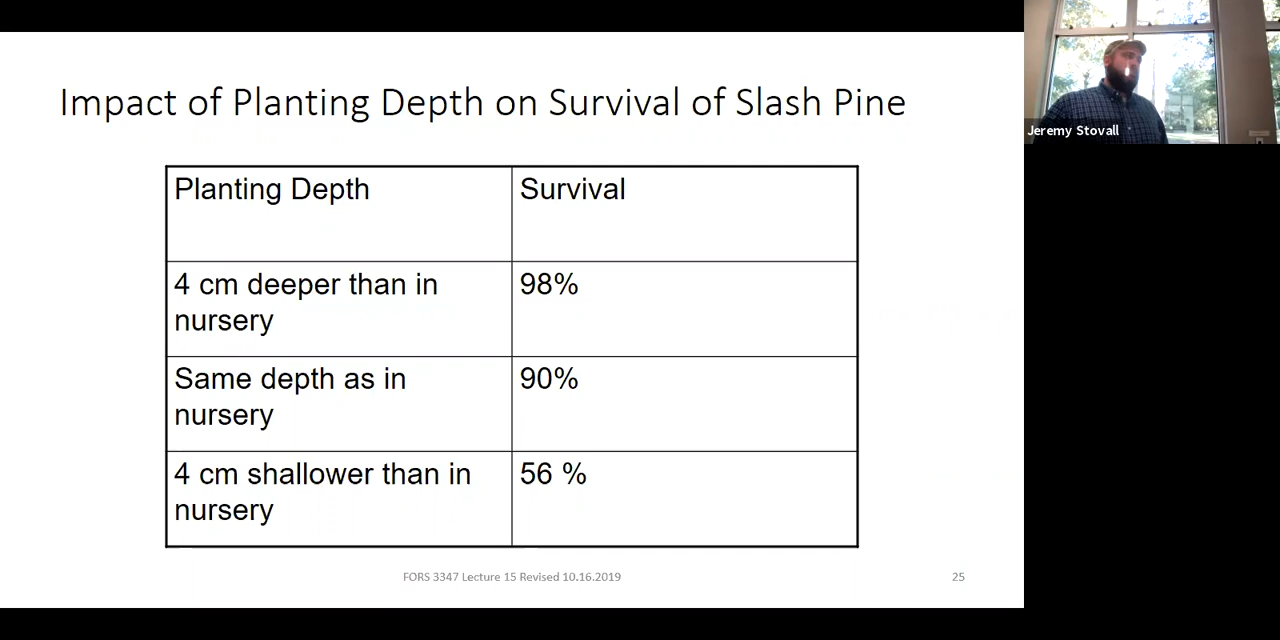 Impact of Planting Depth on Survival of Slash Pine
Planting Depth
Survival
4 cm deeper than in
nursery
98%
Same depth as in
nursery
90%
4 cm shallower than in
nursery
56 %
FORS 3347 Lecture 15 Revised 10.16.2019
25
Jeremy Stovall